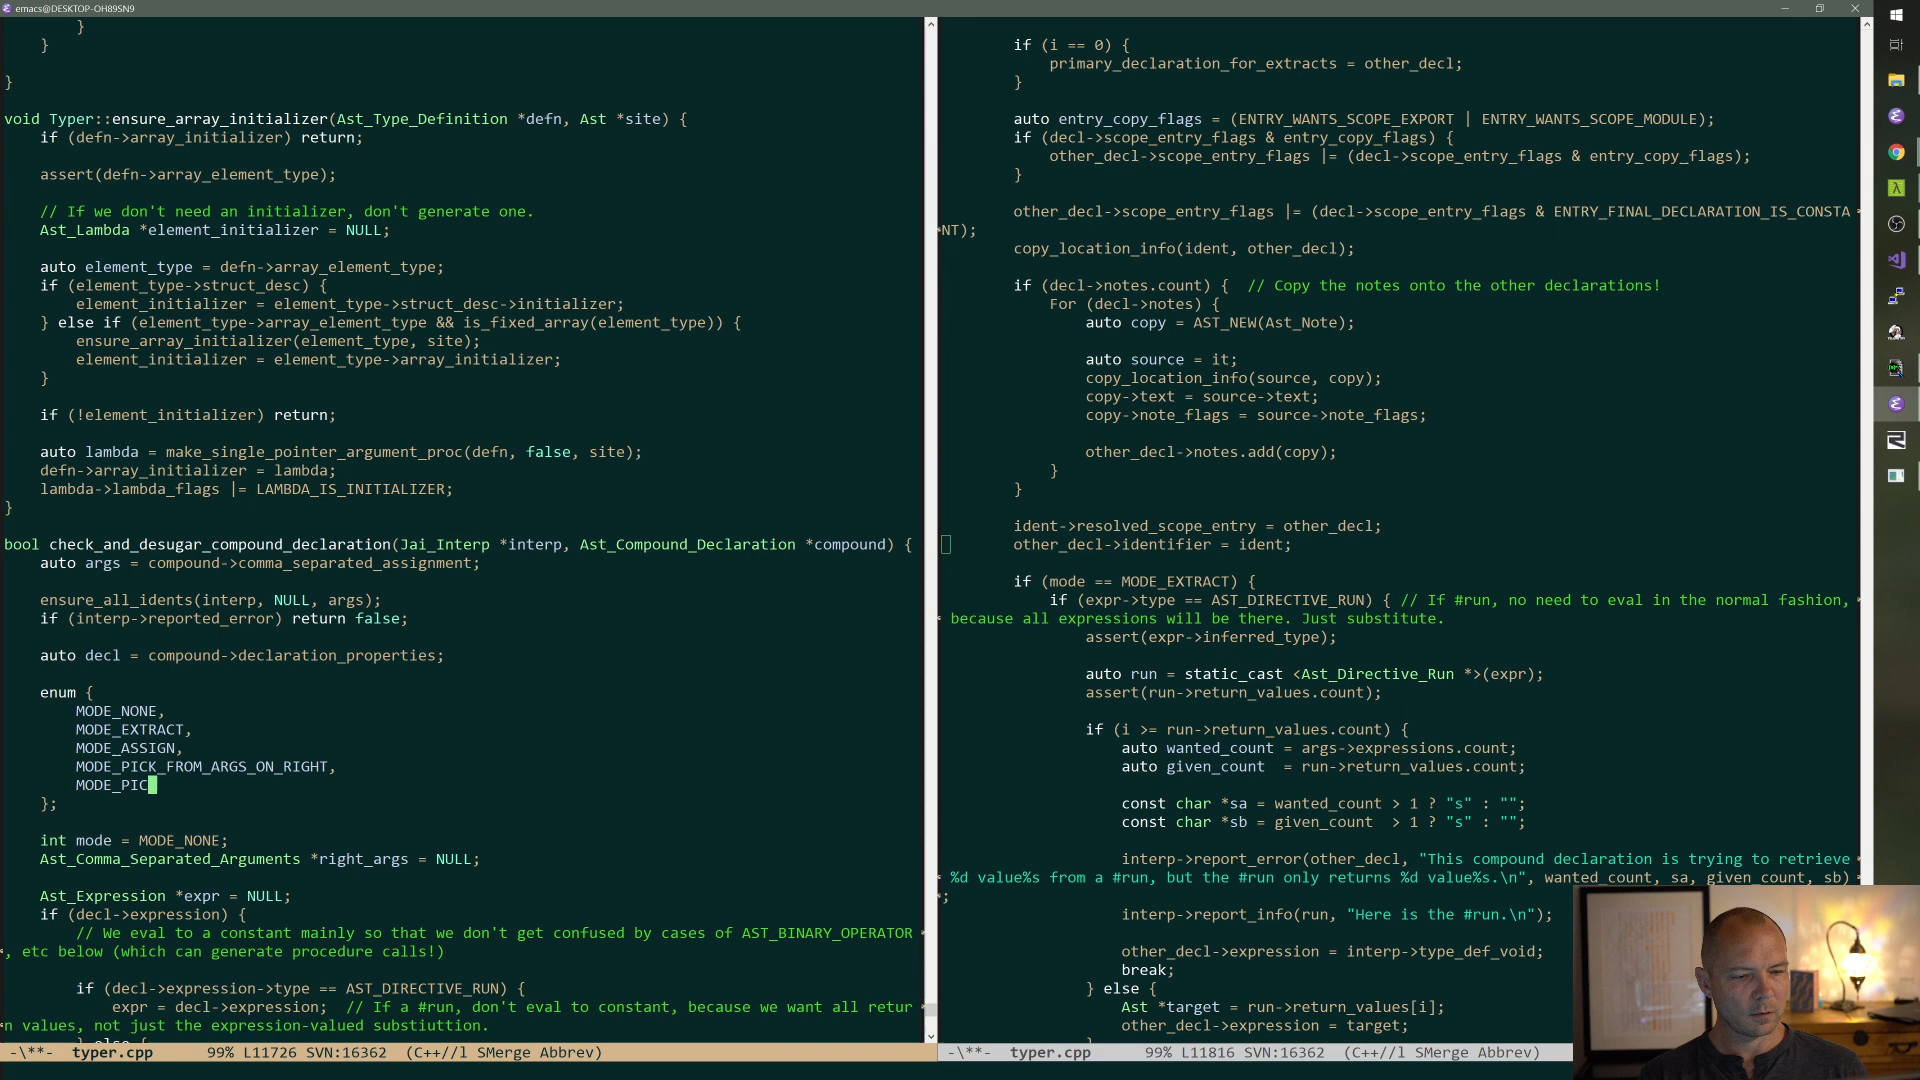 emacs@DESKTOP-OH89SN9
}
}
}
void Typer::ensure_array_initializer(Ast_Type_Definition *defn, Ast *site) {
if (defn->array_initializer) return;
assert(defn->array_element_type);
// If we don't need an initializer, don't generate one.
Ast_Lambda *element_initializer = NULL;
auto element_type = defn->array_element_type;
if (element_type->struct_desc) {
element_initializer = element_type->struct_desc->initializer;
} else if (element_type->array_element_type && is_fixed_array(element_type)) {
ensure_array_initializer(element_type, site);
element_initializer = element_type->array_initializer;
}
if (!element_initializer) return;
auto lambda = make_single_pointer_argument_proc(defn, false, site);
defn->array_initializer = lambda;
lambda->lambda_flags |= LAMBDA_IS_INITIALIZER;
}
bool check_and_desugar_compound_declaration(Jai_Interp *interp, Ast_Compound_Declaration *compound) {
auto args = compound->comma_separated_assignment;
ensure_all_idents(interp, NULL, args);
if (interp->reported_error) return false;
auto decl = compound->declaration_properties;
enum {
MODE_NONE,
MODE_EXTRACT,
MODE_ASSIGN,
MODE_PICK_FROM_ARGS_ON_RIGHT,
MODE_PIC
};
int mode = MODE_NONE;
Ast_Comma_Separated_Arguments *right_args = NULL;
Ast_Expression *expr = NULL;
if (decl->expression) {
// We eval to a constant mainly so that we don't get confused by cases of AST_BINARY_OPERATOR
, etc below (which can generate procedure calls!)
if (decl->expression->type == AST_DIRECTIVE_RUN) {
expr = decl->expression;  // If a #run, don't eval to constant, because we want all retur
n values, not just the expression-valued substiuttion.
-\**-  typer.cpp      99% L11726 SVN:16362  (C++//l SMerge Abbrev)
if (i == 0) {
primary_declaration_for_extracts = other_decl;
}
auto entry_copy_flags = (ENTRY_WANTS_SCOPE_EXPORT | ENTRY_WANTS_SCOPE_MODULE);
if (decl->scope_entry_flags & entry_copy_flags) {
other_decl->scope_entry_flags |= (decl->scope_entry_flags & entry_copy_flags);
}
other_decl->scope_entry_flags |= (decl->scope_entry_flags & ENTRY_FINAL_DECLARATION_IS_CONSTA
NT);
copy_location_info(ident, other_decl);
if (decl->notes.count) {  // Copy the notes onto the other declarations!
For (decl->notes) {
auto copy = AST_NEW(Ast_Note);
auto source = it;
copy_location_info(source, copy);
copy->text = source->text;
copy->note_flags = source->note_flags;
other_decl->notes.add(copy);
}
}
ident->resolved_scope_entry = other_decl;
other_decl->identifier = ident;
if (mode == MODE_EXTRACT) {
if (expr->type == AST_DIRECTIVE_RUN) { // If #run, no need to eval in the normal fashion,
because all expressions will be there. Just substitute.
assert(expr->inferred_type);
auto run = static_cast <Ast_Directive_Run *>(expr);
assert(run->return_values.count);
if (i >= run->return_values.count) {
auto wanted_count = args->expressions.count;
auto given_count  = run->return_values.count;
const char *sa = wanted_count > 1 ? "s" : "";
const char *sb = given_count  > 1 ? "s" : "";
interp->report_error(other_decl, "This compound declaration is trying to retrieve
%d value%s from a #run, but the #run only returns %d value%s.\n", wanted_count, sa, given_count, sb)
;
interp->report_info(run, "Here is the #run.\n");
other_decl->expression = interp->type_def_void;
break;
} else {
Ast *target = run->return_values[i];
other_decl->expression = target;
-\**-  typer.cpp      99% L11816 SVN:16362  (C++//l SMerge Abbrev)